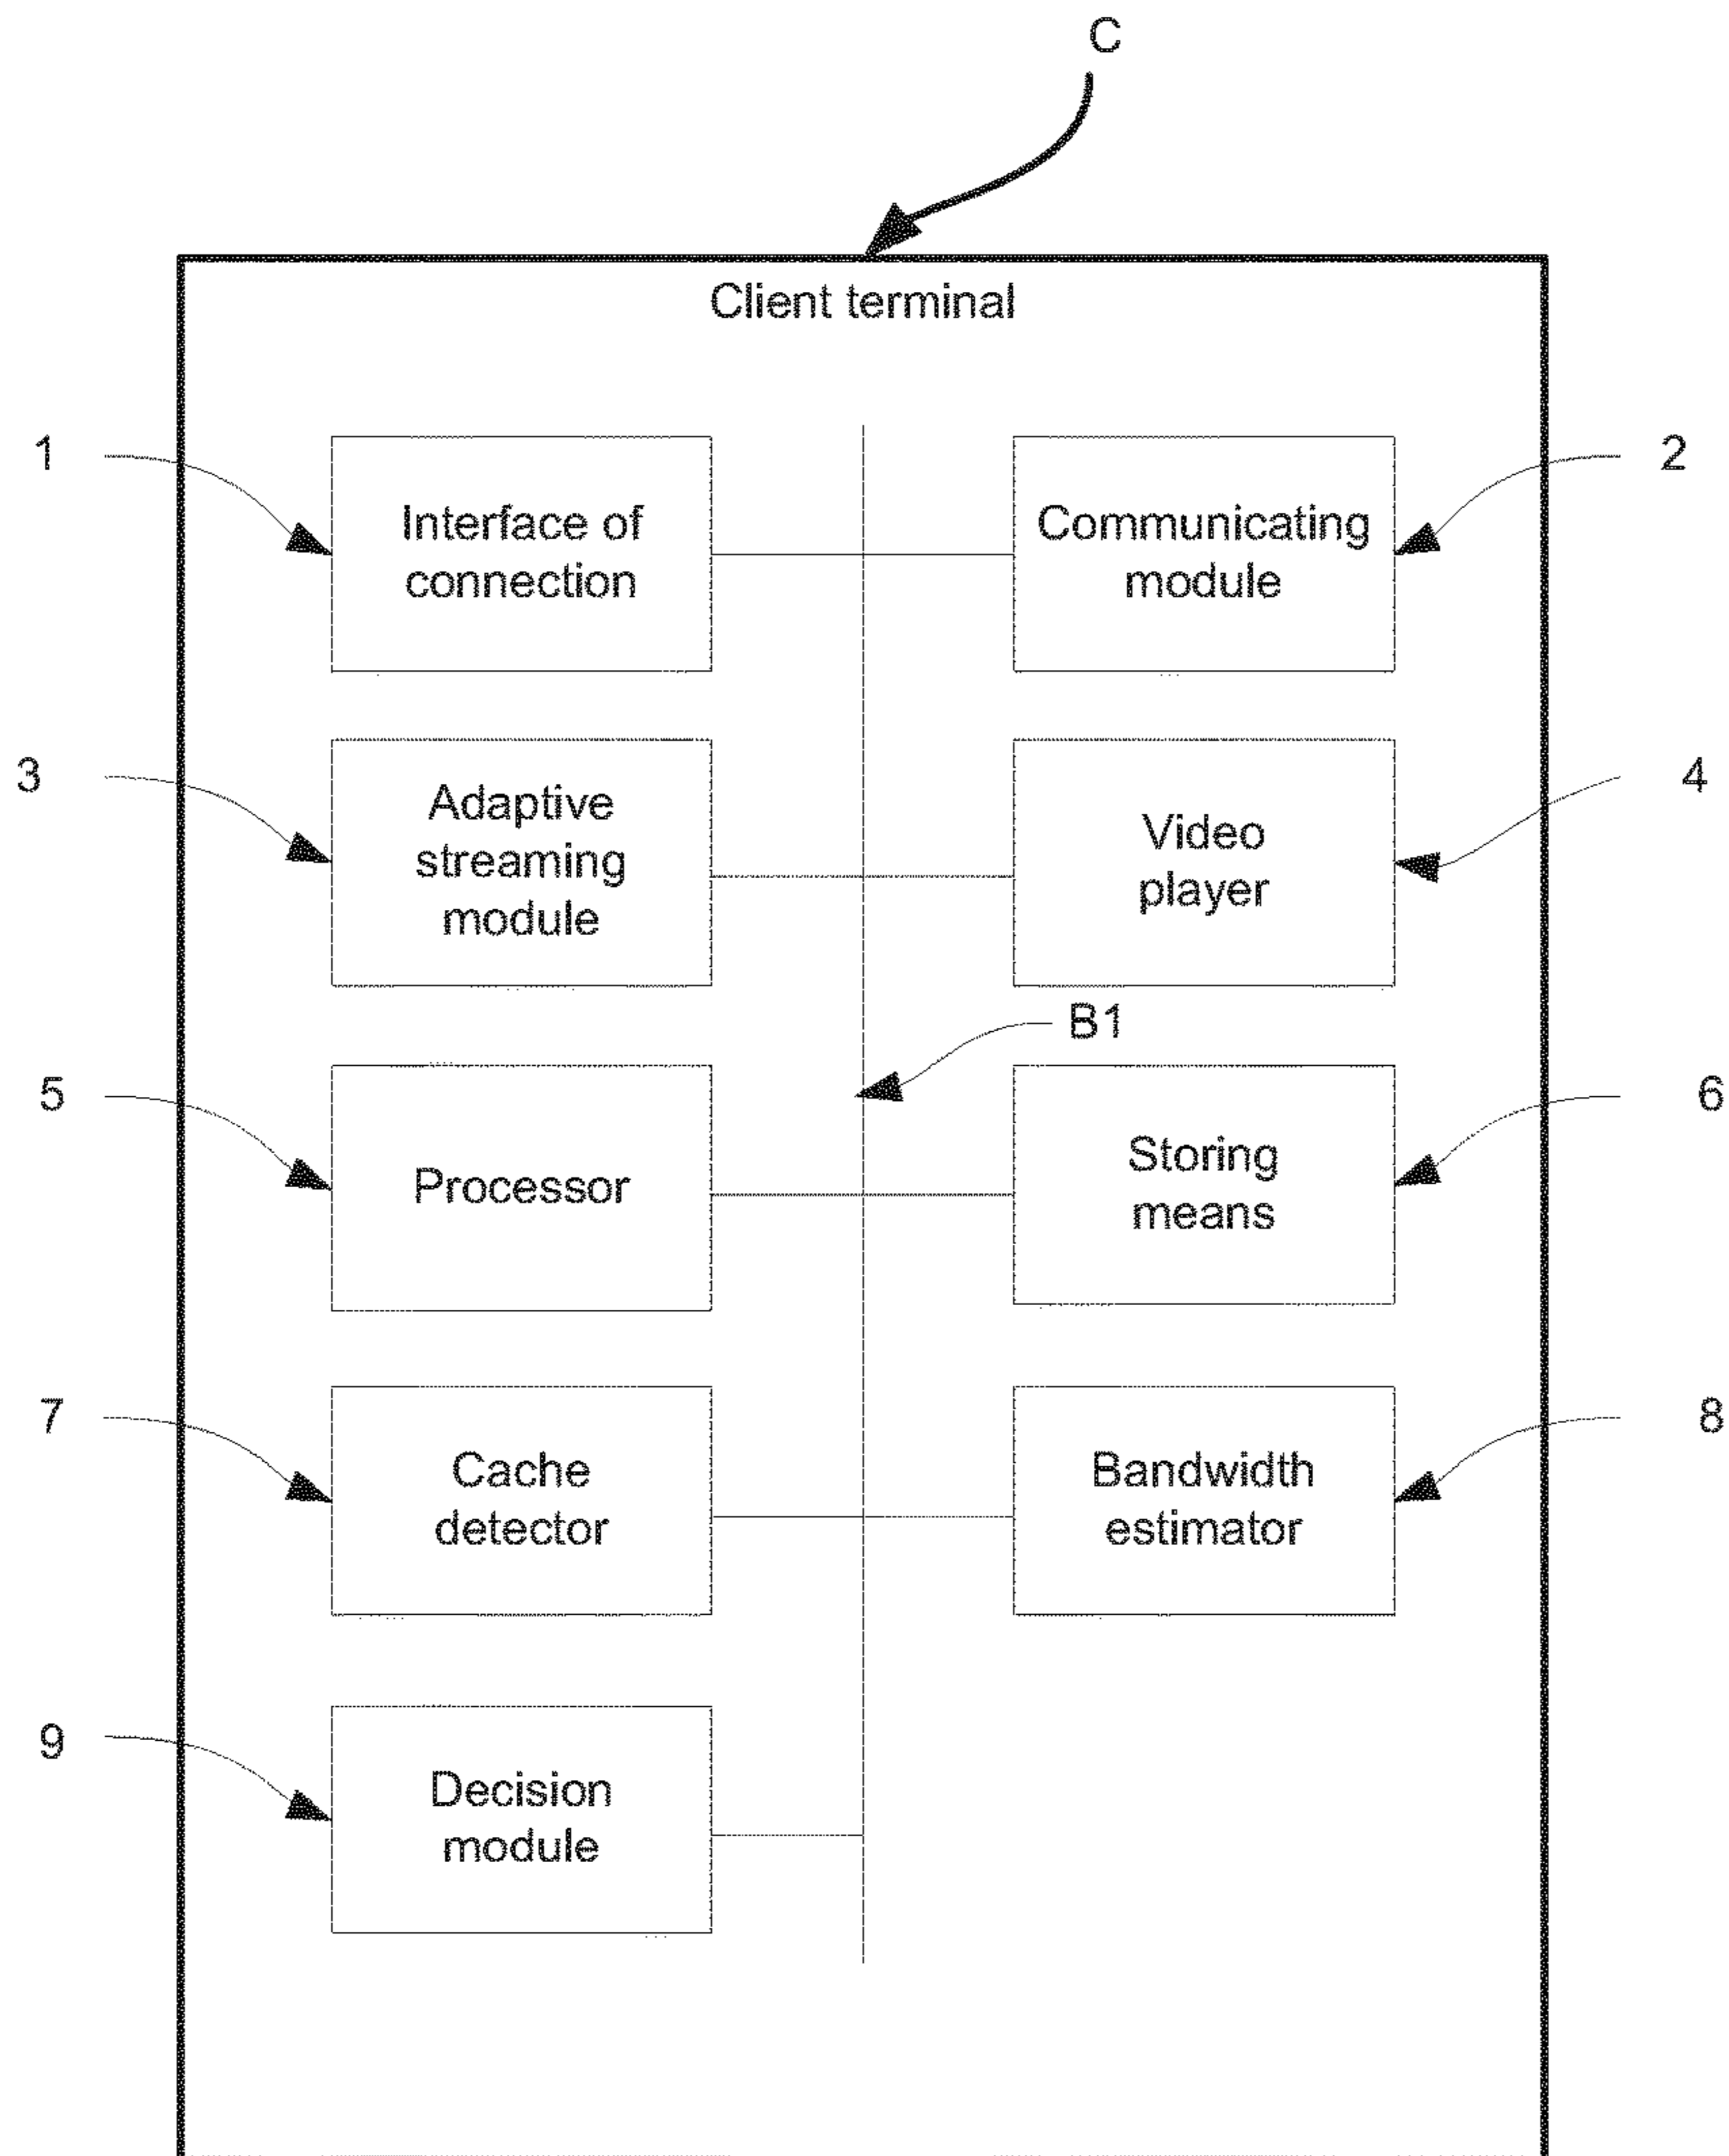 C
Client terminal
1
Interface of
connection
Communicating
module
2
3
Adaptive
streaming
module
Video
player
4
B1
5
Processor
Storing
means
6
7
Cache
detector
Bandwidth
estimator
8
9
Decision
module